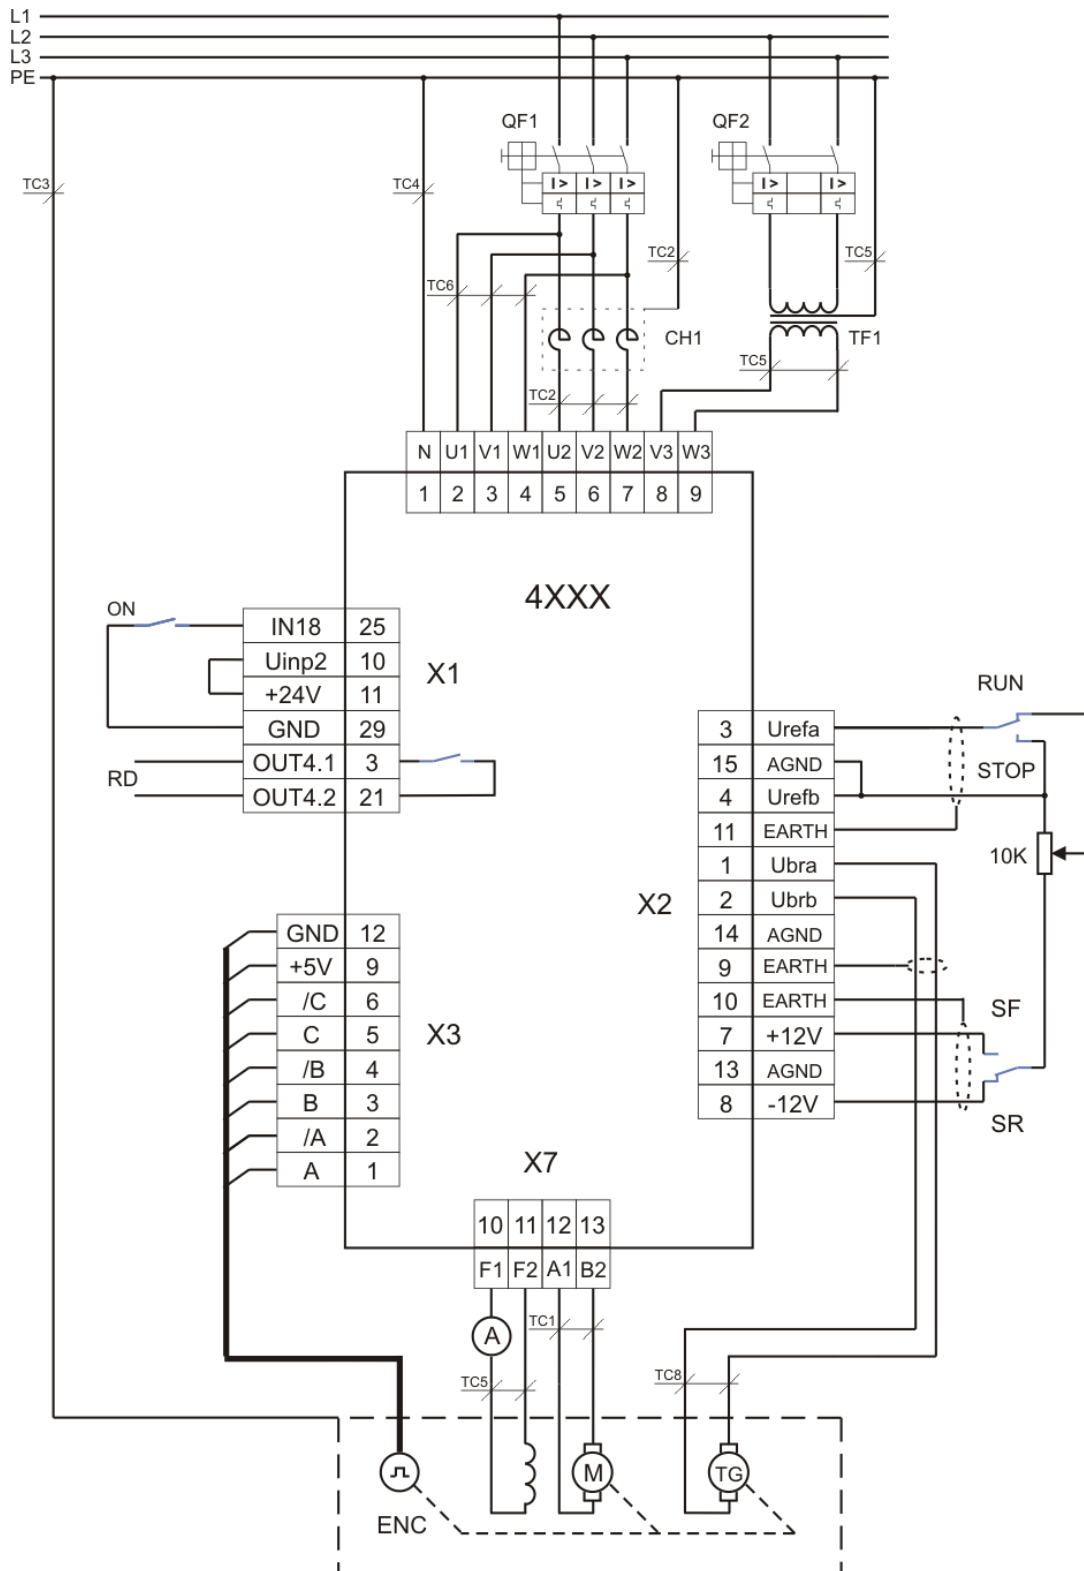 L1
L2
L3
PE
QF1
QF2
I > I > I >
I > I >
TC3
TC4
TC2
TC5
TC6
CH1
TF1
TC5
TC2
N U1 V1 W1 U2 V2 W2 V3 W3
1 2 3 4 5 6 7 8 9
4XXX
ON
IN18 25
Uinp2 10
+24V 11
GND 29
OUT4.1 3
OUT4.2 21
RD
X1
RUN
STOP
10K
3 Urefa
15 AGND
4 Urefb
11 EARTH
1 Ubra
2 Ubrb
14 AGND
9 EARTH
10 EARTH
7 +12V
13 AGND
8 -12V
X2
SF
SR
GND 12
+5V 9
/C 6
C 5
/B 4
B 3
/A 2
A 1
X3
X7
10 11 12 13
F1 F2 A1 B2
A
TC1
TC5
TC8
M
TG
ENC